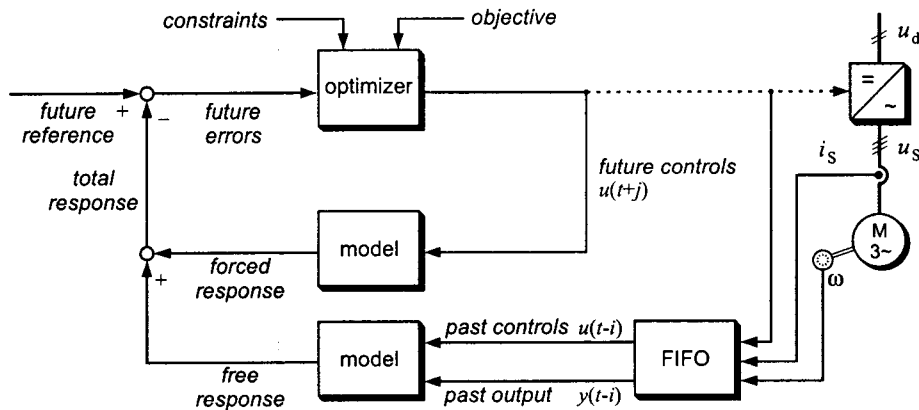 constraints
objective
u_d
optimizer
=
~
future
reference
+
−
future
errors
i_S
u_S
total
response
future controls
u(t+j)
M
3~
model
+
forced
response
ω
past controls u(t-i)
model
FIFO
free
response
past output y(t-i)